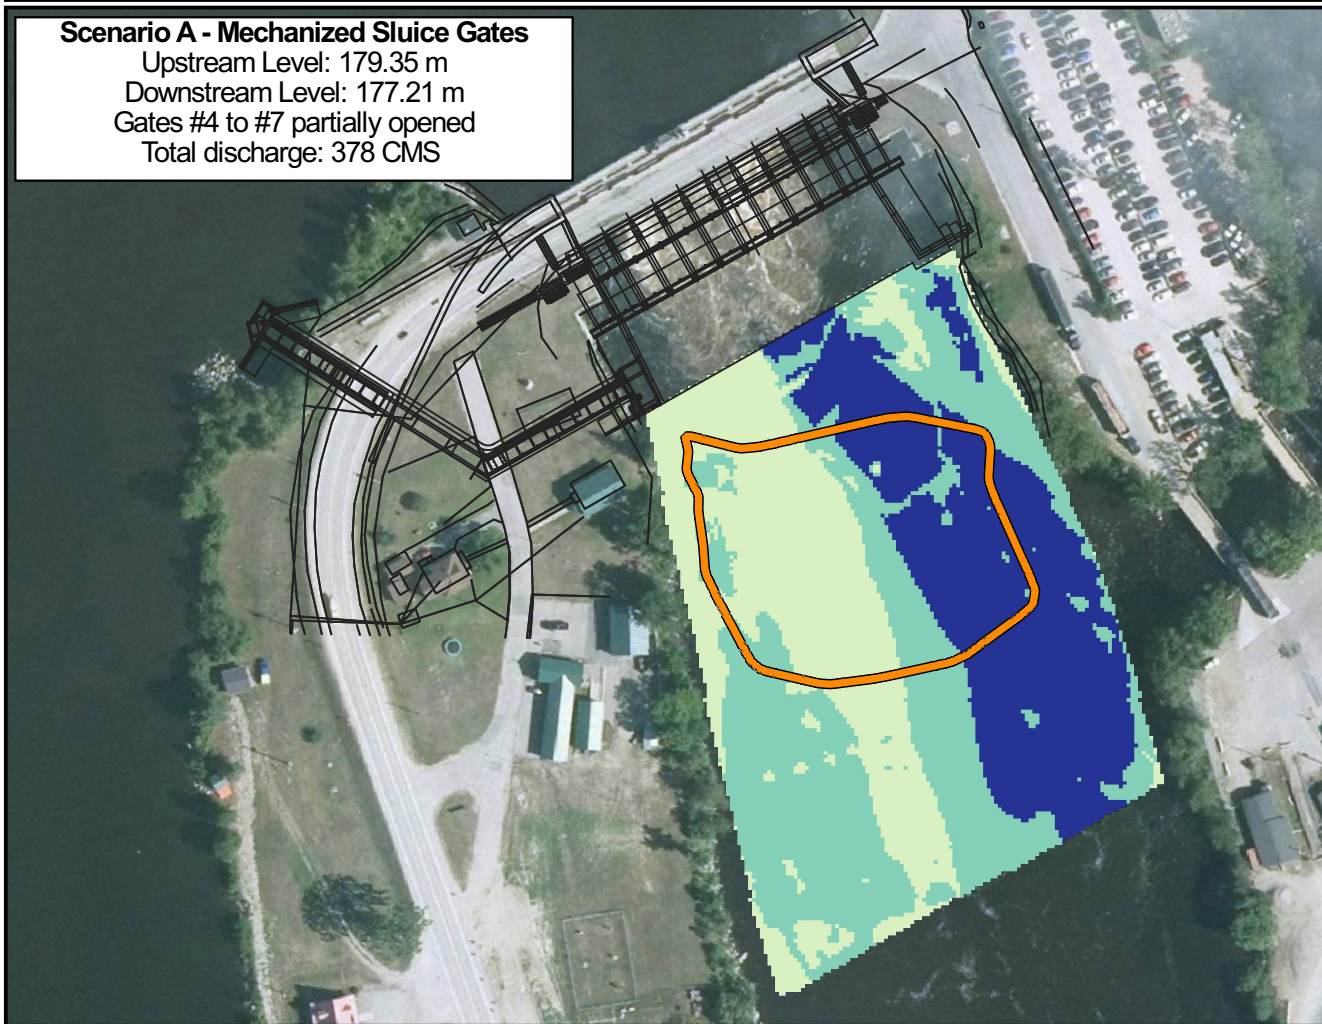 Scenario A - Mechanized Sluice Gates
Upstream Level: 179.35 m
Downstream Level: 177.21 m
Gates #4 to #7 partially opened
Total discharge: 378 CMS